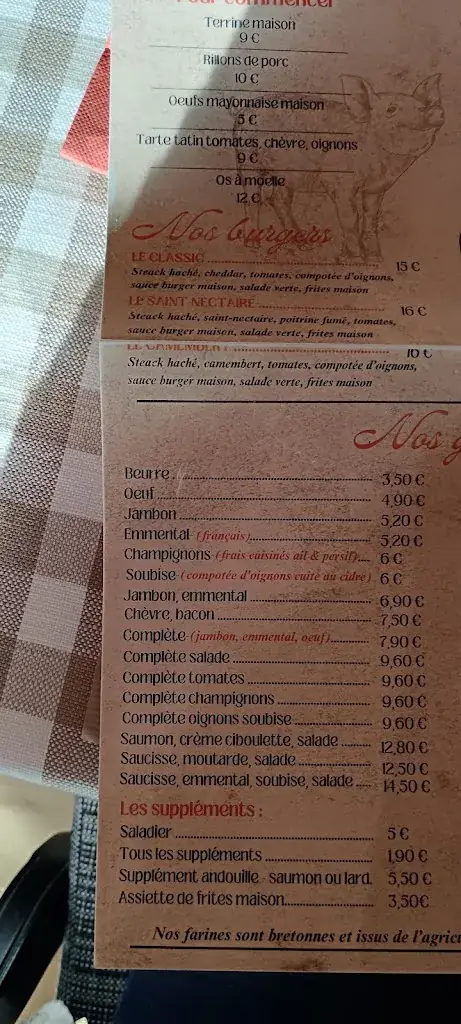 Pour commencer
Terrine maison
9 €
Rillons de porc
10 €
Oeufs mayonnaise maison
5 €
Tarte tatin tomates, chèvre, oignons
9 €
Os à moelle
12 €
Nos burgers
LE CLASSIC 15 €
Steack haché, cheddar, tomates, compotée d'oignons,
sauce burger maison, salade verte, frites maison
LE SAINT-NECTAIRE 16 €
Steack haché, saint-nectaire, poitrine fumé, tomates,
sauce burger maison, salade verte, frites maison
LE CAMEMBERT 16 €
Steack haché, camembert, tomates, compotée d'oignons,
sauce burger maison, salade verte, frites maison
Nos g
Beurre 3,50 €
Oeuf 4,90 €
Jambon 5,20 €
Emmental (français) 5,20 €
Champignons (frais cuisinés ail & persil) 6 €
Soubise (compotée d'oignons cuite au cidre) 6 €
Jambon, emmental 6,90 €
Chèvre, bacon 7,50 €
Complète (jambon, emmental, oeuf) 7,90 €
Complète salade 9,60 €
Complète tomates 9,60 €
Complète champignons 9,60 €
Complète oignons soubise 9,60 €
Saumon, crème ciboulette, salade 12,80 €
Saucisse, moutarde, salade 12,50 €
Saucisse, emmental, soubise, salade 14,50 €
Les suppléments :
Saladier 5 €
Tous les suppléments 1,90 €
Supplément andouille saumon ou lard. 5,50 €
Assiette de frites maison 3,50€
Nos farines sont bretonnes et issus de l'agric